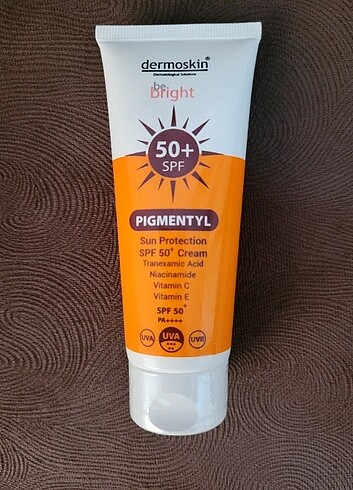 dermoskin®
Dermatological Solutions
be
bright
50+
SPF
PIGMENTYL
Sun Protection
SPF 50+ Cream
Tranexamic Acid
Niacinamide
Vitamin C
Vitamin E
SPF 50+
PA++++
UVA UVA UVB